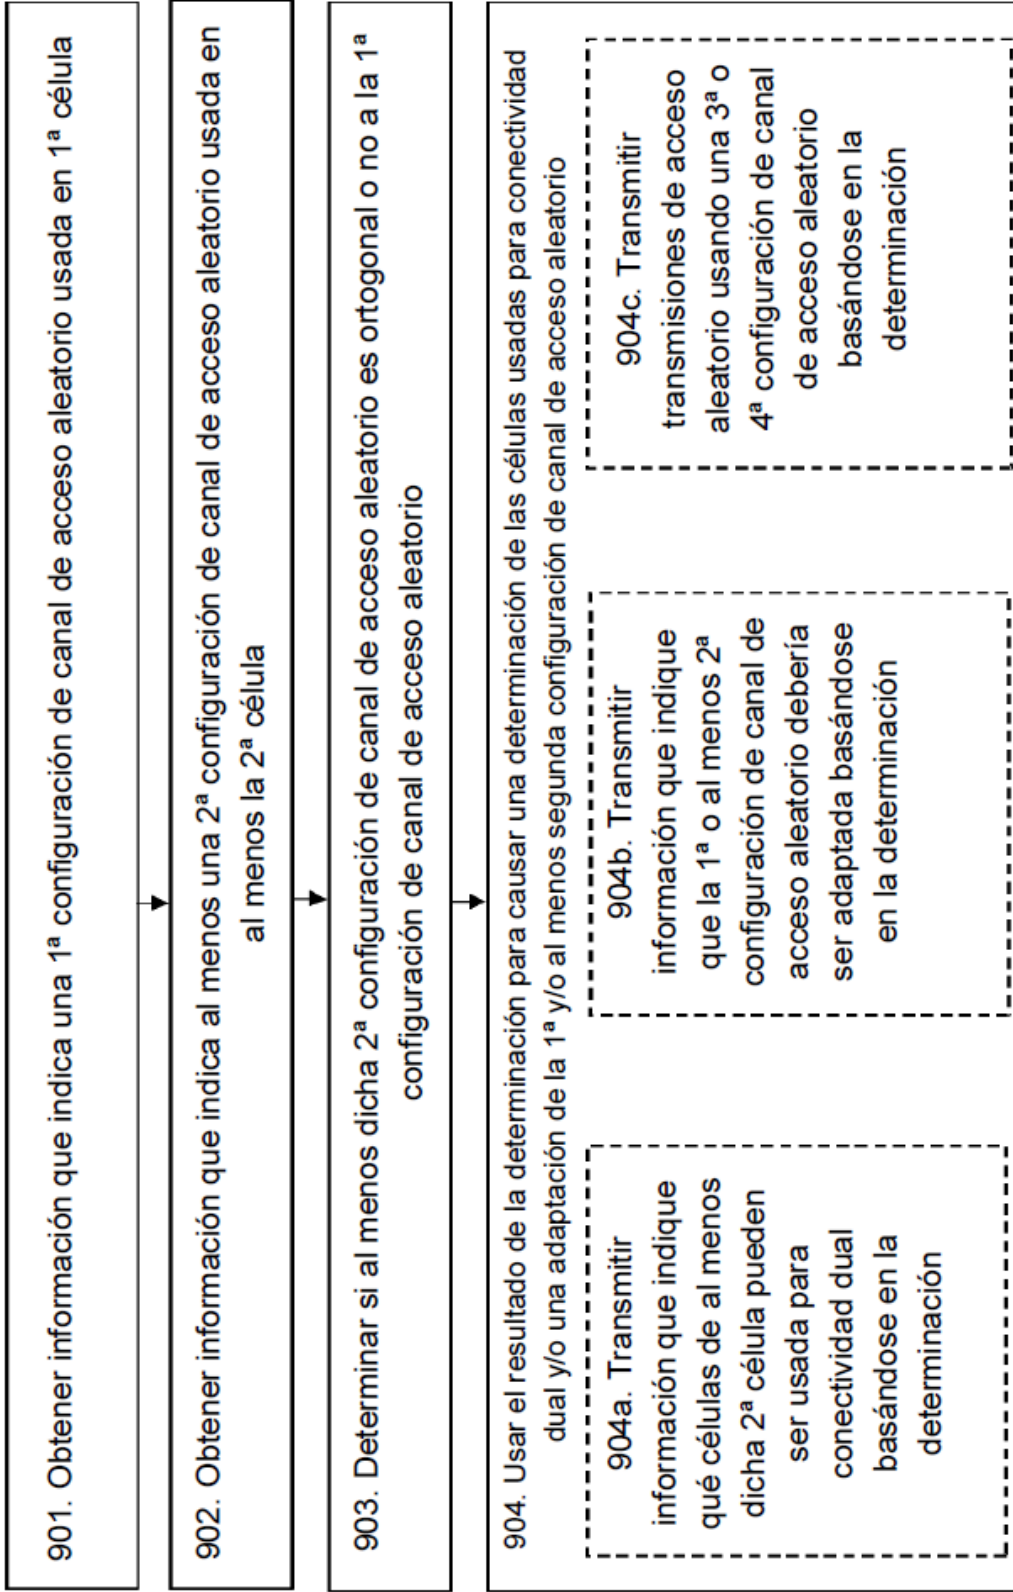 901. Obtener información que indica una 1ª configuración de canal de acceso aleatorio usada en 1ª célula
902. Obtener información que indica al menos una 2ª configuración de canal de acceso aleatorio usada en
al menos la 2ª célula
903. Determinar si al menos dicha 2ª configuración de canal de acceso aleatorio es ortogonal o no a la 1ª
configuración de canal de acceso aleatorio
904. Usar el resultado de la determinación para causar una determinación de las células usadas para conectividad
dual y/o una adaptación de la 1ª y/o al menos segunda configuración de canal de acceso aleatorio
904a. Transmitir
información que indique
qué células de al menos
dicha 2ª célula pueden
ser usada para
conectividad dual
basándose en la
determinación
904b. Transmitir
información que indique
que la 1ª o al menos 2ª
configuración de canal de
acceso aleatorio debería
ser adaptada basándose
en la determinación
904c. Transmitir
transmisiones de acceso
aleatorio usando una 3ª o
4ª configuración de canal
de acceso aleatorio
basándose en la
determinación